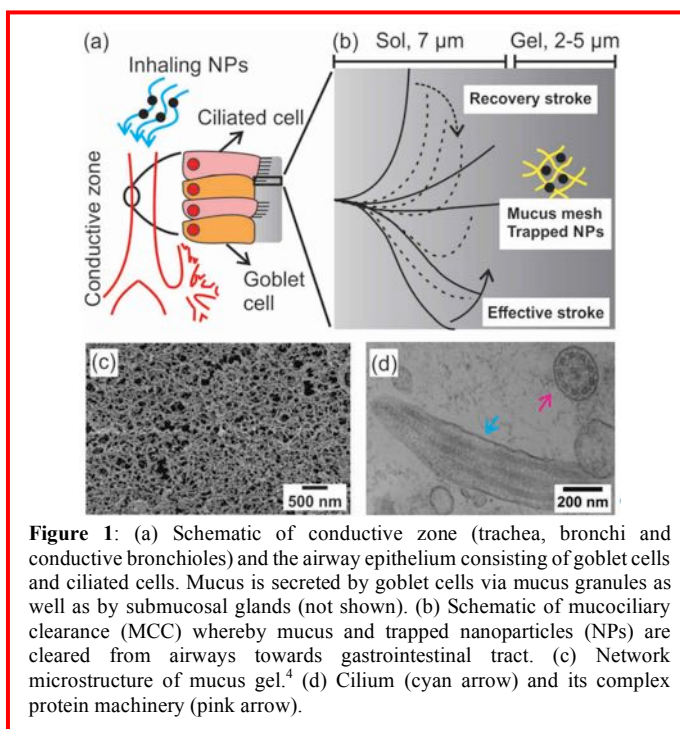 (a)
Inhaling NPs
Ciliated cell
Conductive zone
Goblet
cell
(b) Sol, 7 μm Gel, 2-5 μm
Recovery stroke
Mucus mesh
Trapped NPs
Effective stroke
(c)
500 nm
(d)
200 nm
Figure 1: (a) Schematic of conductive zone (trachea, bronchi and
conductive bronchioles) and the airway epithelium consisting of goblet cells
and ciliated cells. Mucus is secreted by goblet cells via mucus granules as
well as by submucosal glands (not shown). (b) Schematic of mucociliary
clearance (MCC) whereby mucus and trapped nanoparticles (NPs) are
cleared from airways towards gastrointestinal tract. (c) Network
microstructure of mucus gel.4 (d) Cilium (cyan arrow) and its complex
protein machinery (pink arrow).